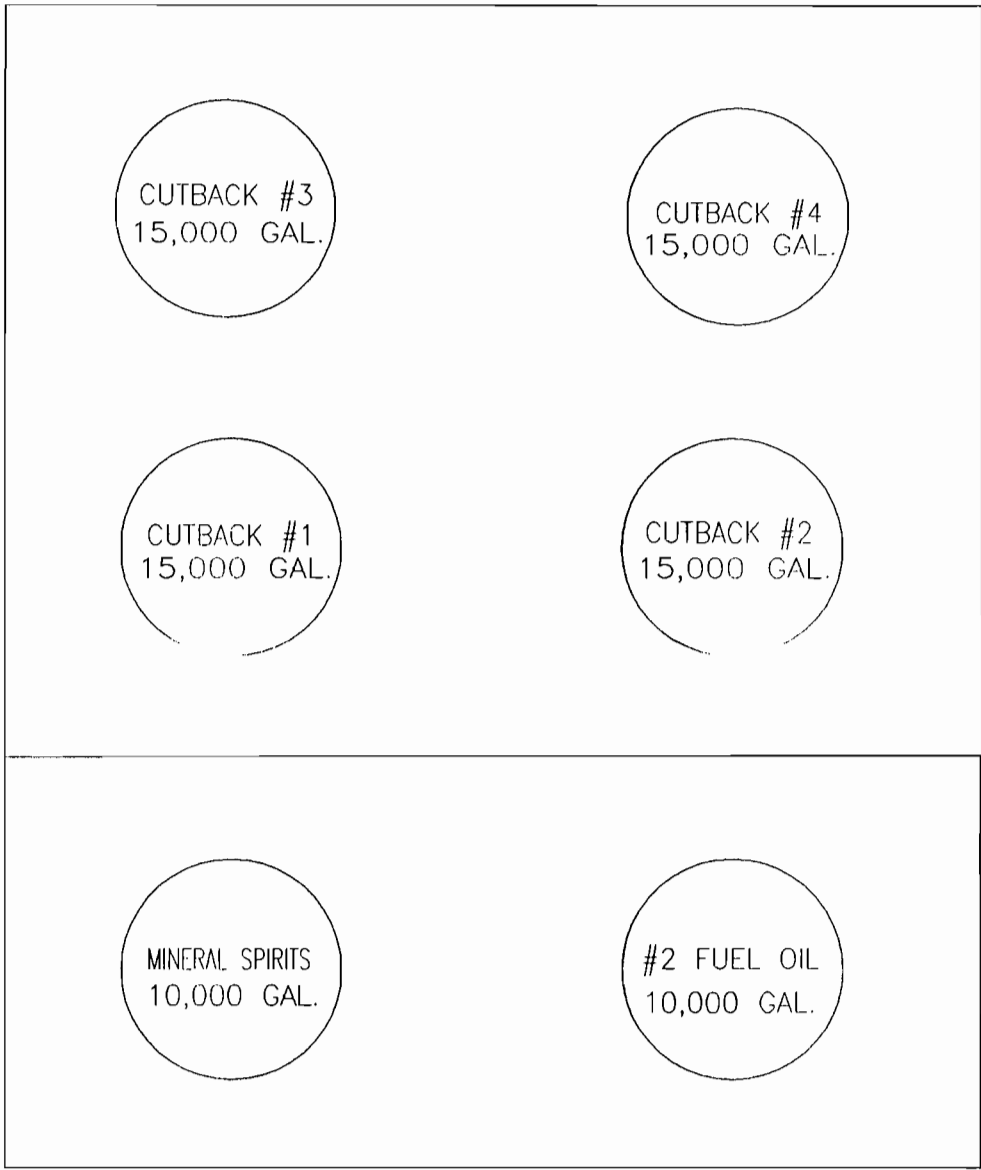 CUTBACK #3
15,000 GAL.
CUTBACK #4
15,000 GAL.
CUTBACK #1
15,000 GAL.
CUTBACK #2
15,000 GAL.
MINERAL SPIRITS
10,000 GAL.
#2 FUEL OIL
10,000 GAL.